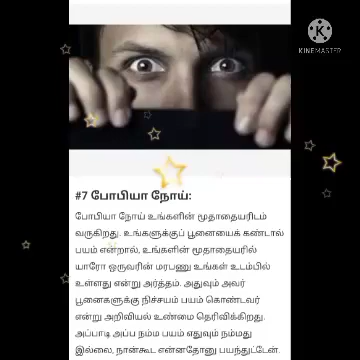 KINEMASTER
#7 போபியா நோய்:
போபியா நோய் உங்களின் மூதாதையரிடம்
வருகிறது. உங்களுக்குப் பூனையைக் கண்டால்
பயம் என்றால், உங்களின் மூதாதையரில்
யாரோ ஒருவரின் மரபணு உங்கள் உடம்பில்
உள்ளது என்று அர்த்தம். அதுவும் அவர்
பூனைகளுக்கு நிச்சயம் பயம் கொண்டவர்
என்று அறிவியல் உண்மை தெரிவிக்கிறது.
அப்பாடி அப்ப நம்ம பயம் எதுவும் நம்மது
இல்லை, நான்கூட என்னதோனு பயந்துட்டேன்.